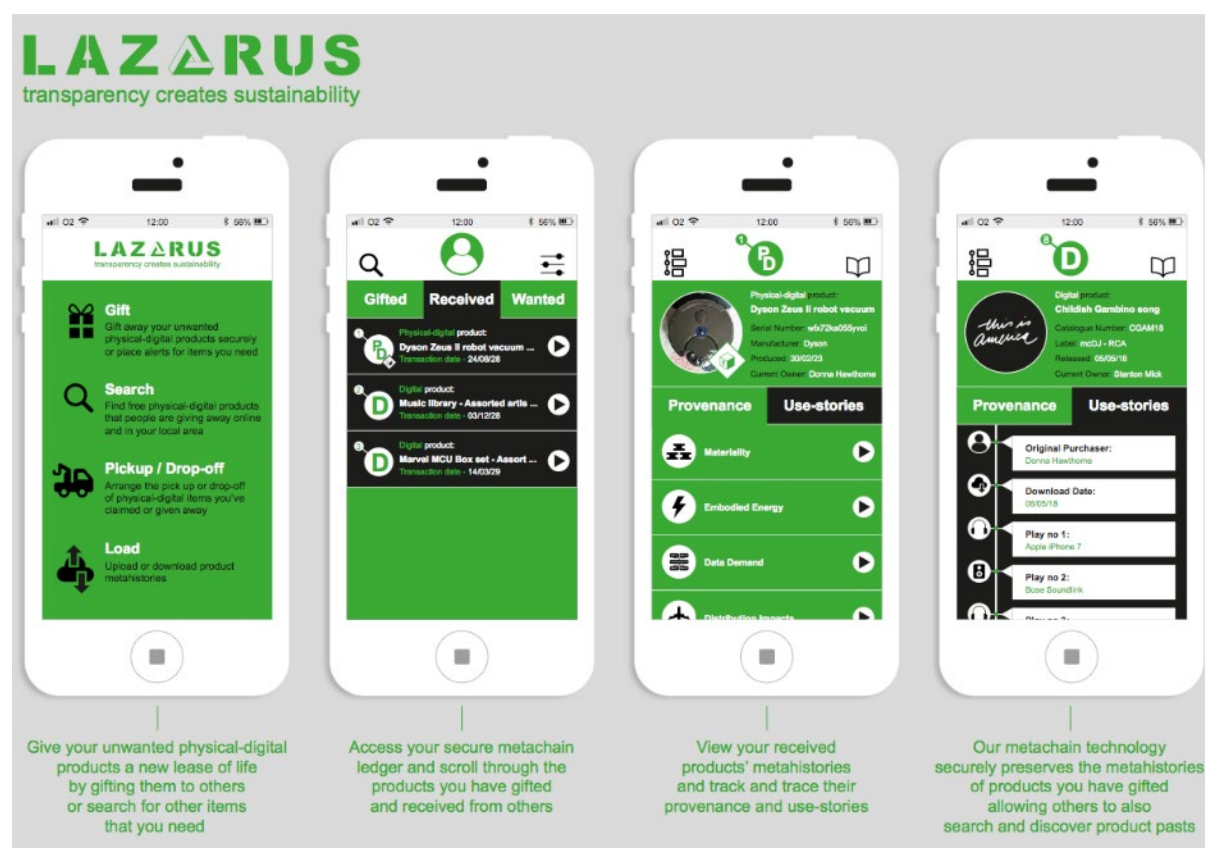 LAZARUS
transparency creates sustainability
O2 12:00 56%
LAZARUS
transparency creates sustainability
Gift
Gift away your unwanted
physical-digital products securely
or place alerts for items you need
Search
Find free physical-digital products
that people are giving away online
and in your local area
Pickup / Drop-off
Arrange the pick up or drop-off
of physical-digital items you've
claimed or given away
Load
Upload or download product
metahistories
Give your unwanted physical-digital
products a new lease of life
by gifting them to others
or search for other items
that you need
O2 12:00 56%
Gifted Received Wanted
1
PD
Physical-digital product:
Dyson Zeus II robot vacuum ...
Transaction date - 24/08/28
2
D
Digital product:
Music library - Assorted artis ...
Transaction date - 03/12/28
3
D
Digital product:
Marvel MCU Box set - Assort ...
Transaction date - 14/03/29
Access your secure metachain
ledger and scroll through the
products you have gifted
and received from others
O2 12:00 56%
1
PD
Physical-digital product:
Dyson Zeus II robot vacuum
Serial Number: wfx72ka055yvoi
Manufacturer: Dyson
Produced: 30/02/23
Current Owner: Donna Hawthorne
Provenance Use-stories
Materiality
Embodied Energy
Data Demand
Distribution Impacts
View your received
products' metahistories
and track and trace their
provenance and use-stories
O2 12:00 56%
8
D
this is
america
Digital product:
Childish Gambino song
Catalogue Number: CGAM18
Label: mcDJ - RCA
Released: 05/05/18
Current Owner: Stanton Mick
Provenance Use-stories
Original Purchaser:
Donna Hawthorne
Download Date:
06/05/18
Play no 1:
Apple iPhone 7
Play no 2:
Bose Soundlink
Our metachain technology
securely preserves the metahistories
of products you have gifted
allowing others to also
search and discover product pasts